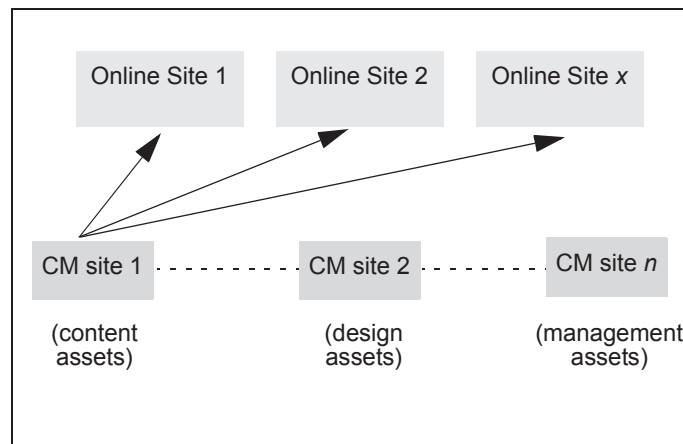 Online Site 1
Online Site 2
Online Site x
CM site 1
CM site 2
CM site n
(content
assets)
(design
assets)
(management
assets)